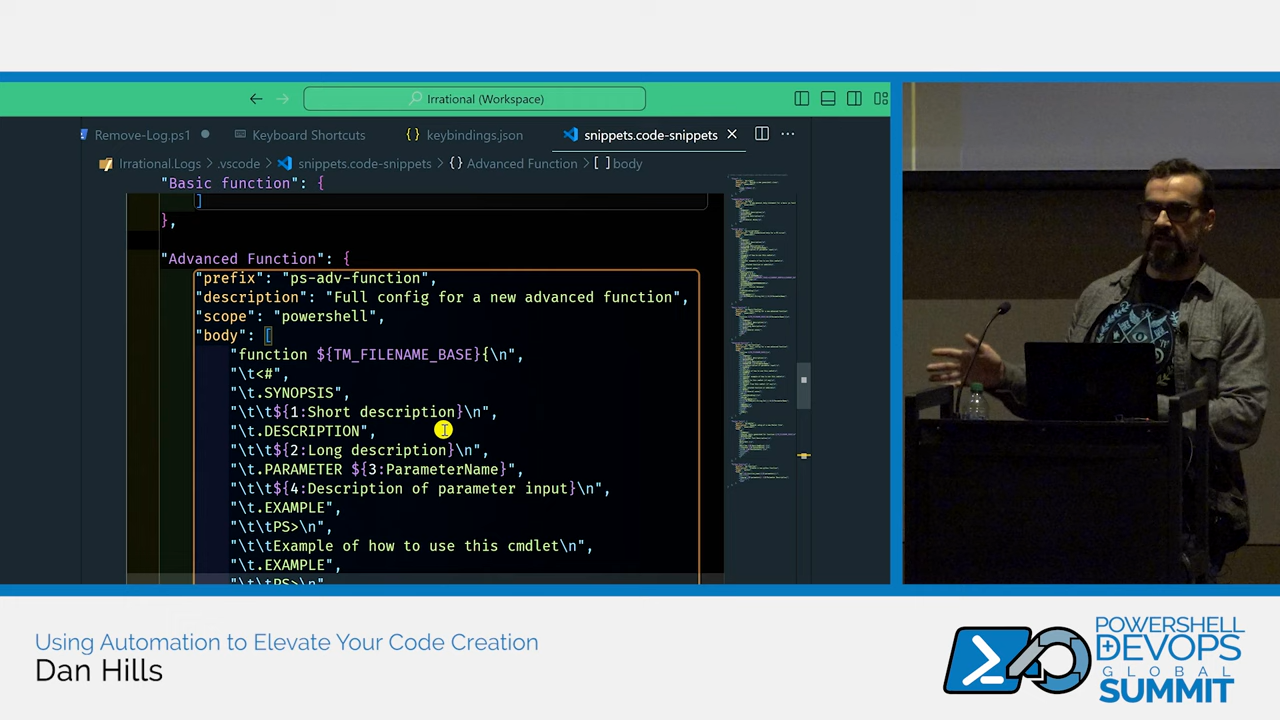 Irrational (Workspace)
Remove-Log.ps1
Keyboard Shortcuts
{} keybindings.json
snippets.code-snippets
Irrational.Logs > .vscode > snippets.code-snippets > {} Advanced Function > [ ] body
"Basic function": {
]
},
"Advanced Function": {
"prefix": "ps-adv-function",
"description": "Full config for a new advanced function",
"scope": "powershell",
"body": [
"function ${TM_FILENAME_BASE}{\n",
"\t<#",
"\t.SYNOPSIS",
"\t\t${1:Short description}\n",
"\t.DESCRIPTION",
"\t\t${2:Long description}\n",
"\t.PARAMETER ${3:ParameterName}",
"\t\t${4:Description of parameter input}\n",
"\t.EXAMPLE",
"\t\tPS>\n",
"\t\tExample of how to use this cmdlet\n",
"\t.EXAMPLE",
"\t\tPS>\n"
Using Automation to Elevate Your Code Creation
Dan Hills
POWERSHELL
DEVOPS
GLOBAL
SUMMIT